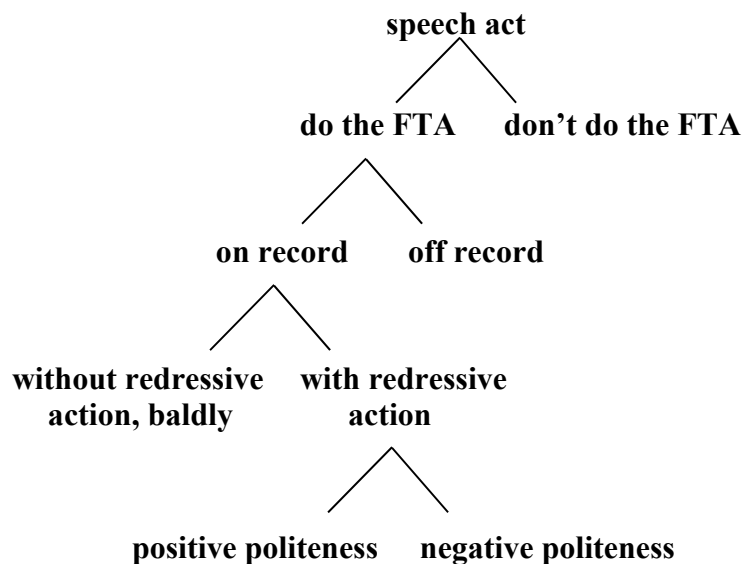 speech act
do the FTA
don’t do the FTA
on record
off record
without redressive
action, baldly
with redressive
action
positive politeness
negative politeness